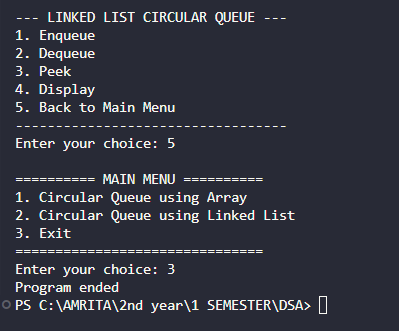 --- LINKED LIST CIRCULAR QUEUE ---
1. Enqueue
2. Dequeue
3. Peek
4. Display
5. Back to Main Menu
----------------------------------
Enter your choice: 5
========== MAIN MENU ==========
1. Circular Queue using Array
2. Circular Queue using Linked List
3. Exit
===============================
Enter your choice: 3
Program ended
PS C:\AMRITA\2nd year\1 SEMESTER\DSA>